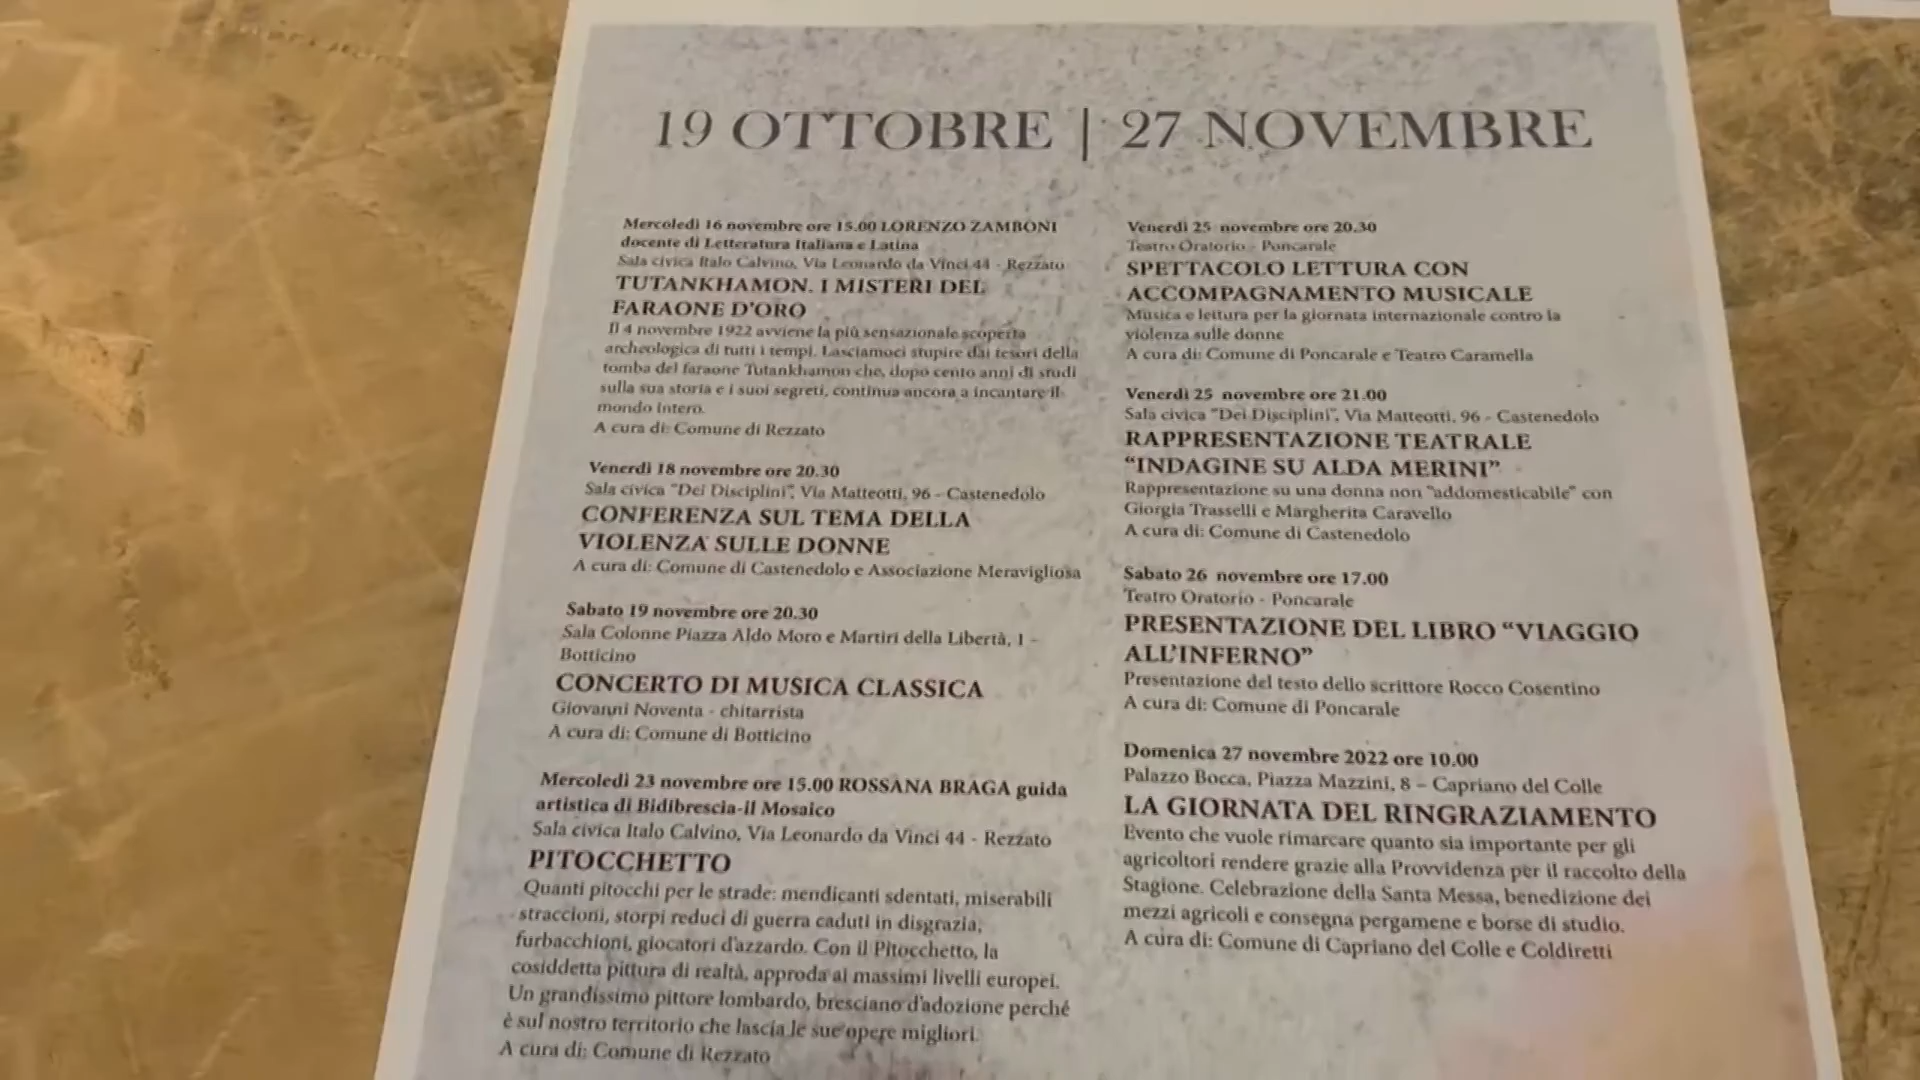 19 OTTOBRE | 27 NOVEMBRE
Mercoledì 16 novembre ore 15.00 LORENZO ZAMBONI
docente di Letteratura Italiana e Latina
Sala civica Italo Calvino, Via Leonardo da Vinci 44 - Rezzato
TUTANKHAMON. I MISTERI DEL
FARAONE D'ORO
Il 4 novembre 1922 avviene la più sensazionale scoperta
archeologica di tutti i tempi. Lasciamoci stupire dai tesori della
tomba del faraone Tutankhamon che, dopo cento anni di studi
sulla sua storia e i suoi segreti, continua ancora a incantare il
mondo intero.
A cura di: Comune di Rezzato
Venerdì 18 novembre ore 20.30
Sala civica "Dei Disciplini", Via Matteotti, 96 - Castenedolo
CONFERENZA SUL TEMA DELLA
VIOLENZA SULLE DONNE
A cura di: Comune di Castenedolo e Associazione Meravigliosa
Sabato 19 novembre ore 20.30
Sala Colonne Piazza Aldo Moro e Martiri della Libertà, 1 -
Botticino
CONCERTO DI MUSICA CLASSICA
Giovanni Noventa - chitarrista
A cura di: Comune di Botticino
Mercoledì 23 novembre ore 15.00 ROSSANA BRAGA guida
artistica di Bidibrescia-il Mosaico
Sala civica Italo Calvino, Via Leonardo da Vinci 44 - Rezzato
PITOCCHETTO
Quanti pitocchi per le strade: mendicanti sdentati, miserabili
straccioni, storpi reduci di guerra caduti in disgrazia,
furbacchioni, giocatori d'azzardo. Con il Pitocchetto, la
cosiddetta pittura di realtà, approda ai massimi livelli europei.
Un grandissimo pittore lombardo, bresciano d'adozione perché
è sul nostro territorio che lascia le sue opere migliori.
A cura di: Comune di Rezzato
Venerdì 25 novembre ore 20.30
Teatro Oratorio - Poncarale
SPETTACOLO LETTURA CON
ACCOMPAGNAMENTO MUSICALE
Musica e lettura per la giornata internazionale contro la
violenza sulle donne
A cura di: Comune di Poncarale e Teatro Caramella
Venerdì 25 novembre ore 21.00
Sala civica "Dei Disciplini", Via Matteotti, 96 - Castenedolo
RAPPRESENTAZIONE TEATRALE
"INDAGINE SU ALDA MERINI"
Rappresentazione su una donna non "addomesticabile" con
Giorgia Trasselli e Margherita Caravello
A cura di: Comune di Castenedolo
Sabato 26 novembre ore 17.00
Teatro Oratorio - Poncarale
PRESENTAZIONE DEL LIBRO "VIAGGIO
ALL'INFERNO"
Presentazione del testo dello scrittore Rocco Cosentino
A cura di: Comune di Poncarale
Domenica 27 novembre 2022 ore 10.00
Palazzo Bocca, Piazza Mazzini, 8 – Capriano del Colle
LA GIORNATA DEL RINGRAZIAMENTO
Evento che vuole rimarcare quanto sia importante per gli
agricoltori rendere grazie alla Provvidenza per il raccolto della
Stagione. Celebrazione della Santa Messa, benedizione dei
mezzi agricoli e consegna pergamene e borse di studio.
A cura di: Comune di Capriano del Colle e Coldiretti